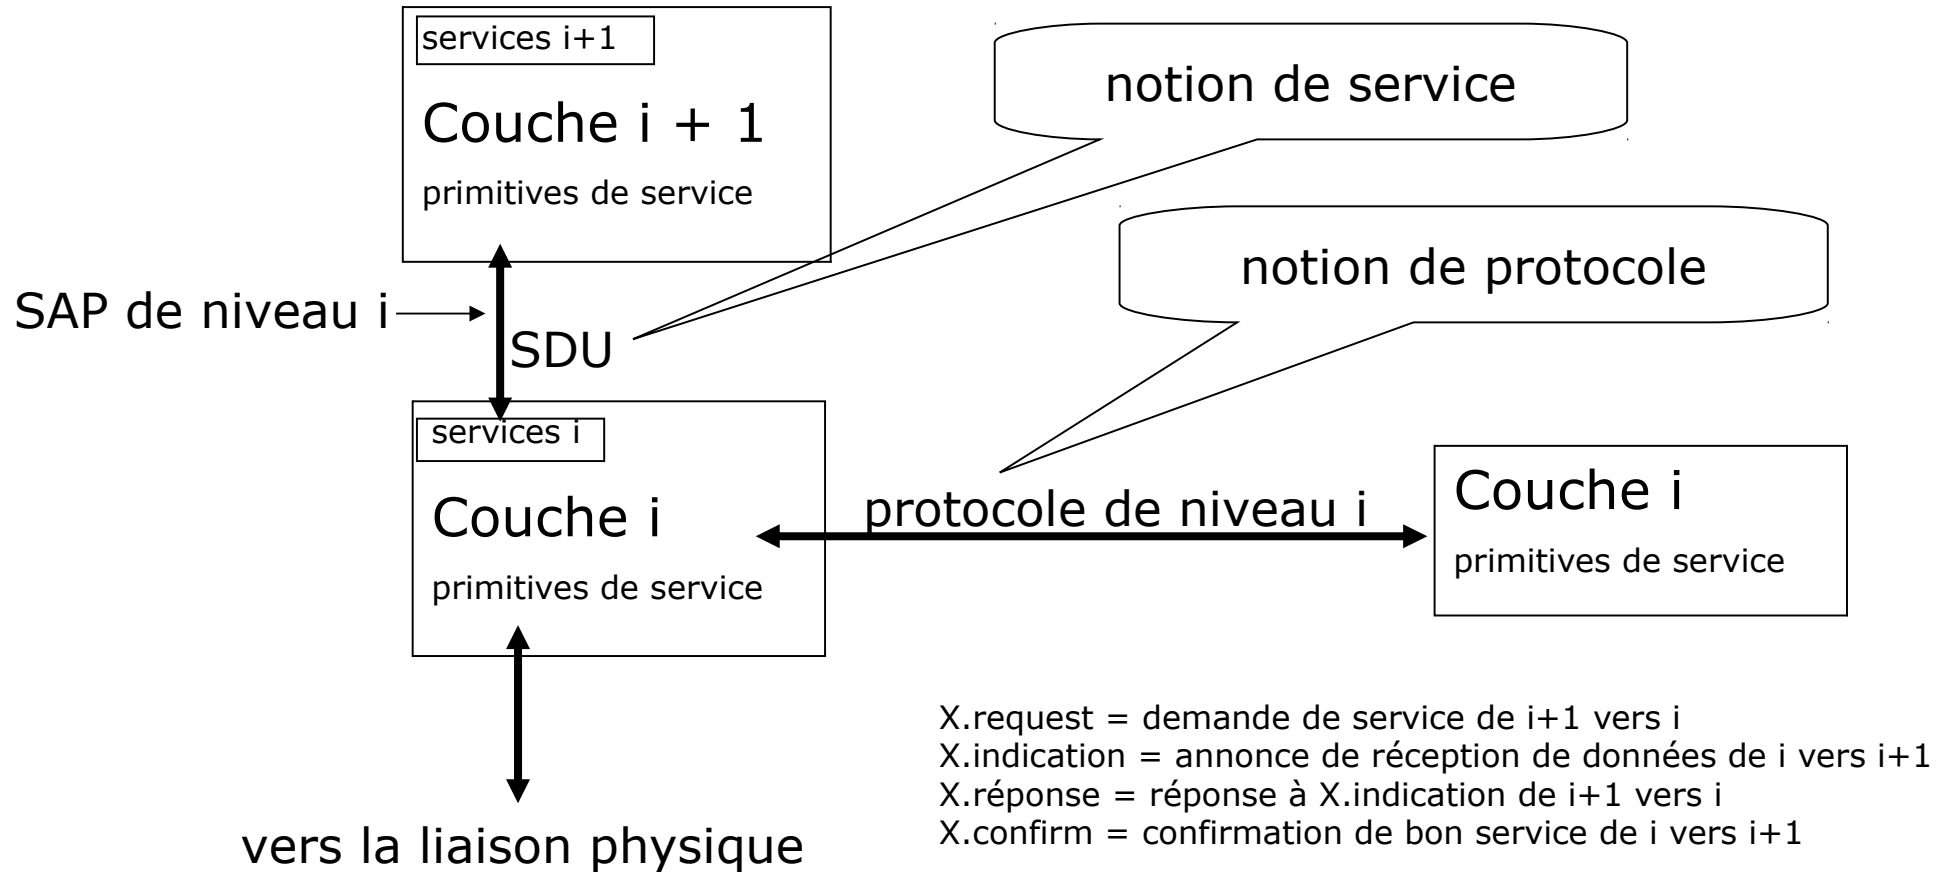 services i+1
Couche i + 1
primitives de service
notion de service
notion de protocole
SAP de niveau i
SDU
services i
Couche i
primitives de service
protocole de niveau i
Couche i
primitives de service
vers la liaison physique
X.request = demande de service de i+1 vers i
X.indication = annonce de réception de données de i vers i+1
X.réponse = réponse à X.indication de i+1 vers i
X.confirm = confirmation de bon service de i vers i+1